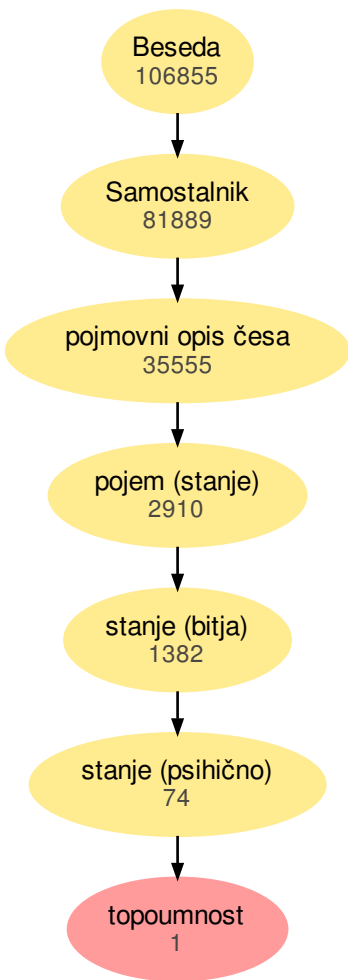 Beseda
106855
Samostalnik
81889
pojmovni opis česa
35555
pojem (stanje)
2910
stanje (bitja)
1382
stanje (psihično)
74
topoumnost
1